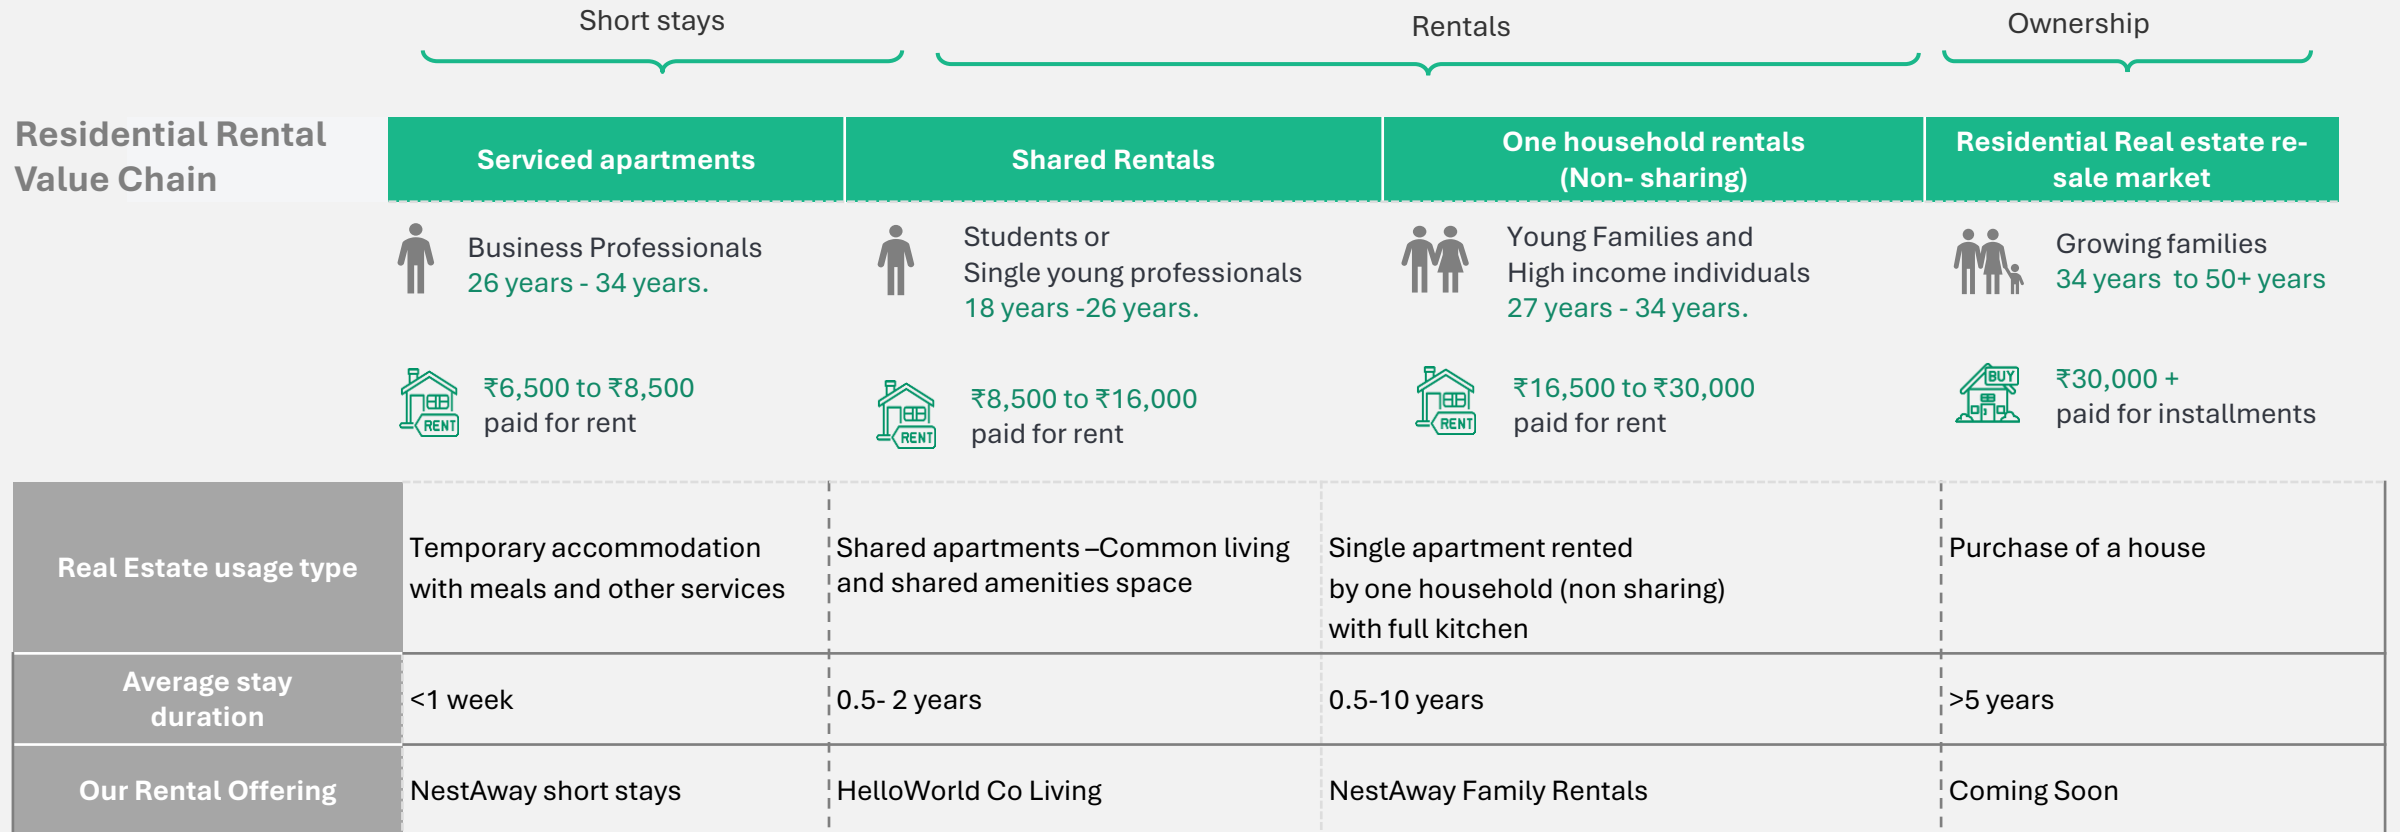 Short stays
Rentals
Ownership
Residential Rental
Value Chain
Serviced apartments
Shared Rentals
One household rentals
(Non- sharing)
Residential Real estate re-
sale market
Business Professionals
26 years - 34 years.
Students or
Single young professionals
18 years -26 years.
Young Families and
High income individuals
27 years - 34 years.
Growing families
34 years  to 50+ years
RENT
₹6,500 to ₹8,500
paid for rent
RENT
₹8,500 to ₹16,000
paid for rent
RENT
₹16,500 to ₹30,000
paid for rent
BUY
₹30,000 +
paid for installments
Real Estate usage type
Temporary accommodation
with meals and other services
Shared apartments –Common living
and shared amenities space
Single apartment rented
by one household (non sharing)
with full kitchen
Purchase of a house
Average stay
duration
<1 week
0.5- 2 years
0.5-10 years
>5 years
Our Rental Offering
NestAway short stays
HelloWorld Co Living
NestAway Family Rentals
Coming Soon